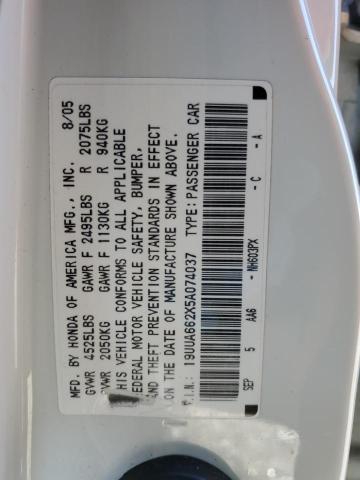 MFD. BY HONDA OF AMERICA MFG., INC. 8/05
GVWR 4525LBS GAWR F 2495LBS R 2075LBS
GVWR 2050KG GAWR F 1130KG R 940KG
THIS VEHICLE CONFORMS TO ALL APPLICABLE
FEDERAL MOTOR VEHICLE SAFETY, BUMPER,
AND THEFT PREVENTION STANDARDS IN EFFECT
ON THE DATE OF MANUFACTURE SHOWN ABOVE.
V.I.N.: 19UUA662X5A074037 TYPE: PASSENGER CAR
SEP 5 AA6 - NH603PX - C - A